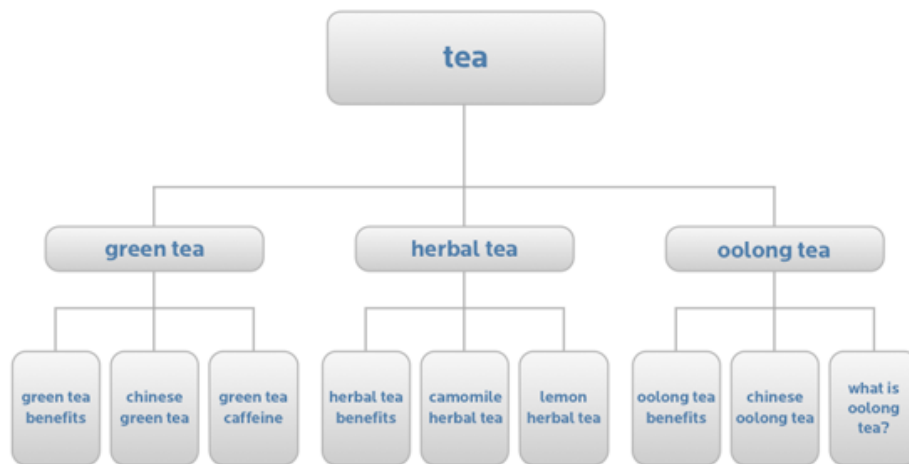 tea
green tea
herbal tea
oolong tea
green tea
benefits
chinese
green tea
green tea
caffeine
herbal tea
benefits
camomile
herbal tea
lemon
herbal tea
oolong tea
benefits
chinese
oolong tea
what is
oolong
tea?